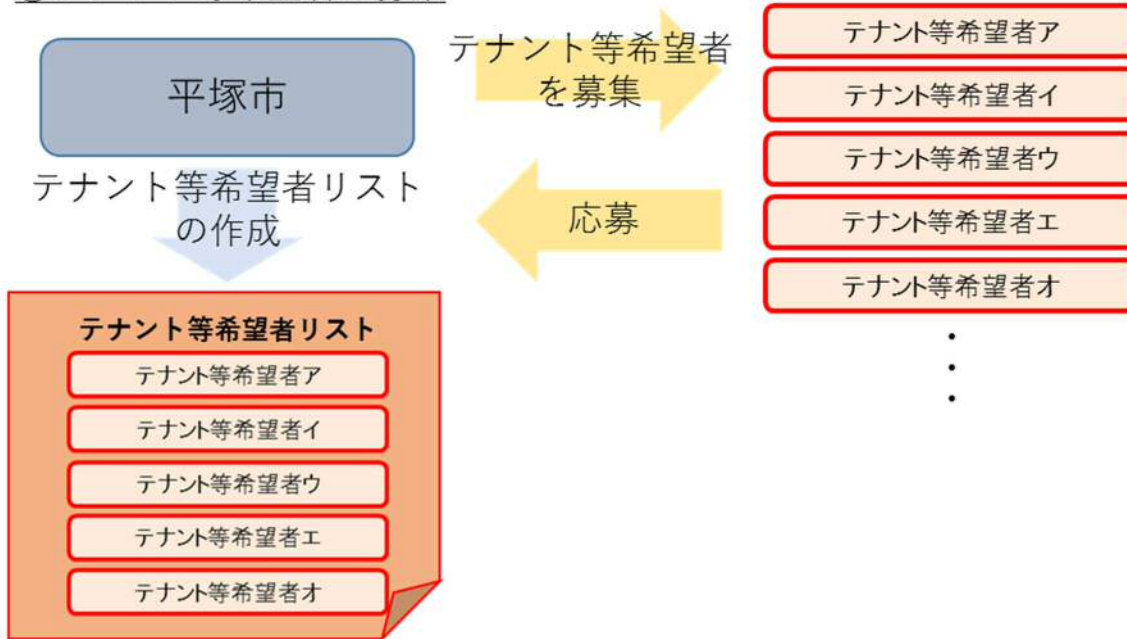 平塚市
テナント等希望者
を募集
テナント等希望者ア
テナント等希望者イ
テナント等希望者ウ
テナント等希望者エ
テナント等希望者オ
・
・
・
応募
テナント等希望者リスト
の作成
テナント等希望者リスト
テナント等希望者ア
テナント等希望者イ
テナント等希望者ウ
テナント等希望者エ
テナント等希望者オ